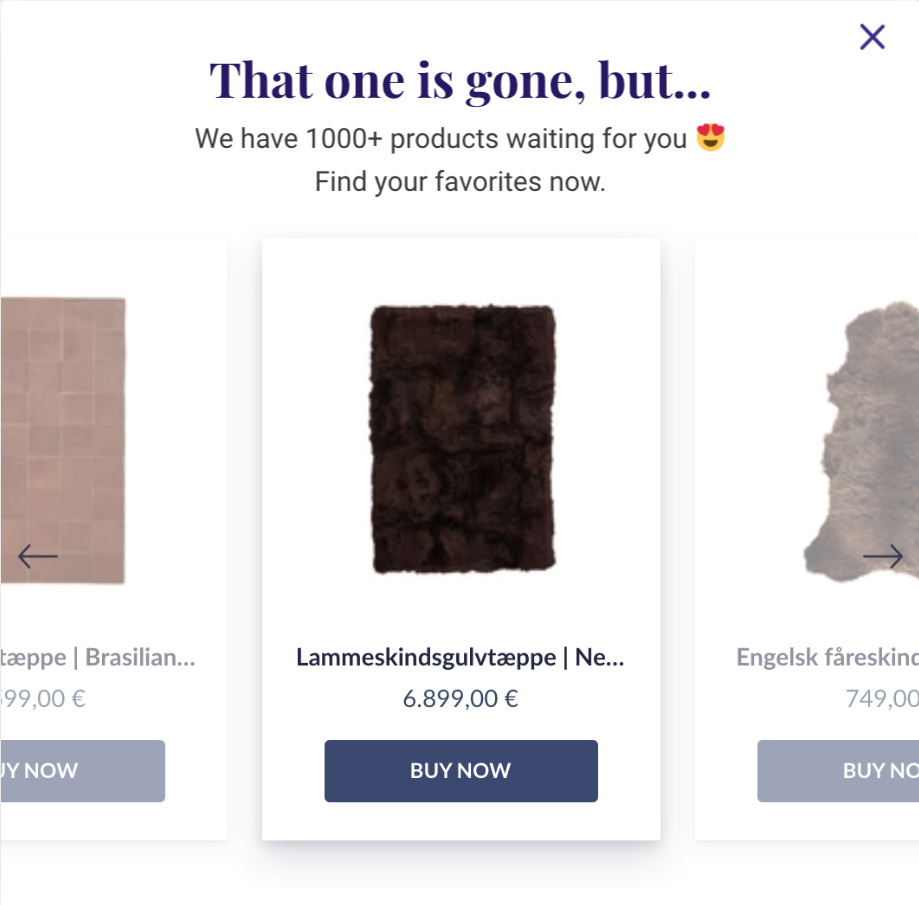 That one is gone, but...
We have 1000+ products waiting for you 😍
Find your favorites now.
tæppe | Brasilian...
99,00 €
UY NOW
Lammeskindsgulvtæppe | Ne...
6.899,00 €
BUY NOW
Engelsk fåreskind
749,00
BUY NO